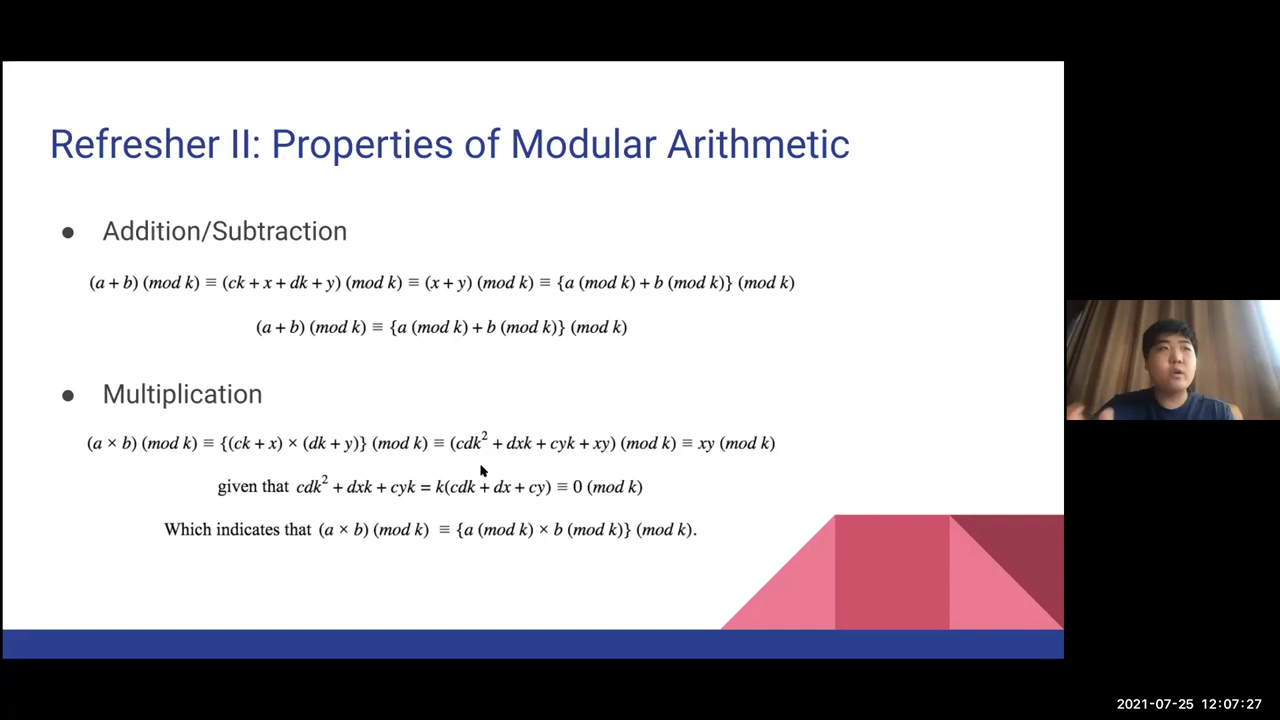 Refresher II: Properties of Modular Arithmetic
● Addition/Subtraction
(a + b) (mod k) ≡ (ck + x + dk + y) (mod k) ≡ (x + y) (mod k) ≡ {a (mod k) + b (mod k)} (mod k)
(a + b) (mod k) ≡ {a (mod k) + b (mod k)} (mod k)
● Multiplication
(a × b) (mod k) ≡ {(ck + x) × (dk + y)} (mod k) ≡ (cdk² + dxk + cyk + xy) (mod k) ≡ xy (mod k)
given that cdk² + dxk + cyk = k(cdk + dx + cy) ≡ 0 (mod k)
Which indicates that (a × b) (mod k) ≡ {a (mod k) × b (mod k)} (mod k).
2021-07-25 12:07:27